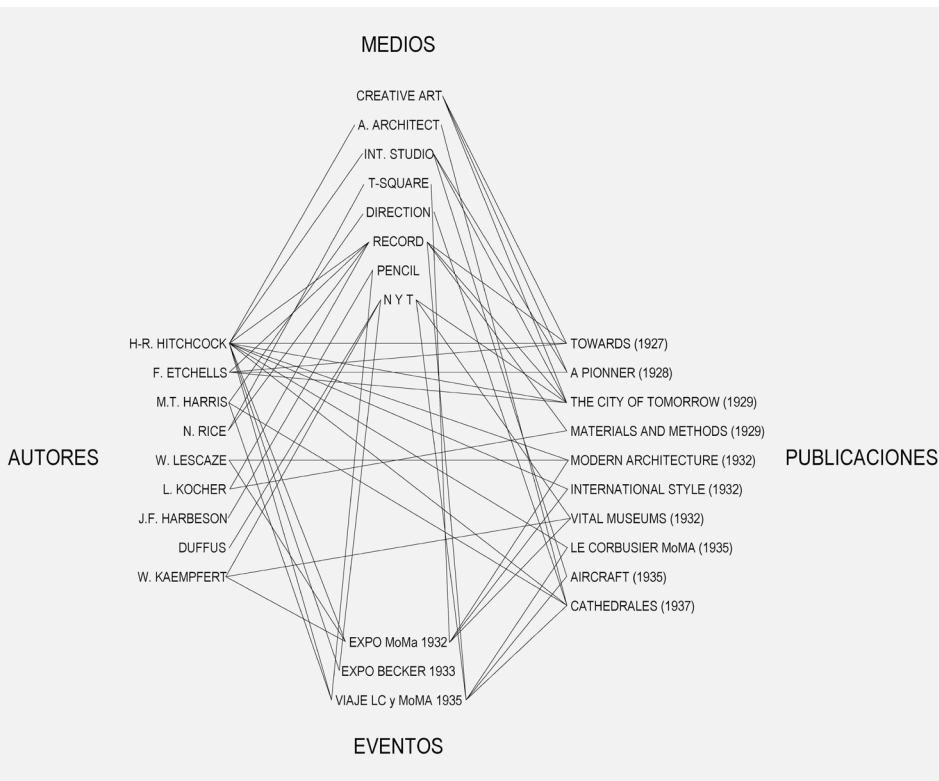 MEDIOS
CREATIVE ART
A. ARCHITECT
INT. STUDIO
T-SQUARE
DIRECTION
RECORD
PENCIL
N Y T
H-R. HITCHCOCK
F. ETCHELLS
M.T. HARRIS
N. RICE
W. LESCAZE
L. KOCHER
J.F. HARBESON
DUFFUS
W. KAEMPFERT
AUTORES
TOWARDS (1927)
A PIONNER (1928)
THE CITY OF TOMORROW (1929)
MATERIALS AND METHODS (1929)
MODERN ARCHITECTURE (1932)
INTERNATIONAL STYLE (1932)
VITAL MUSEUMS (1932)
LE CORBUSIER MoMA (1935)
AIRCRAFT (1935)
CATHEDRALES (1937)
PUBLICACIONES
EXPO MoMa 1932
EXPO BECKER 1933
VIAJE LC y MoMA 1935
EVENTOS